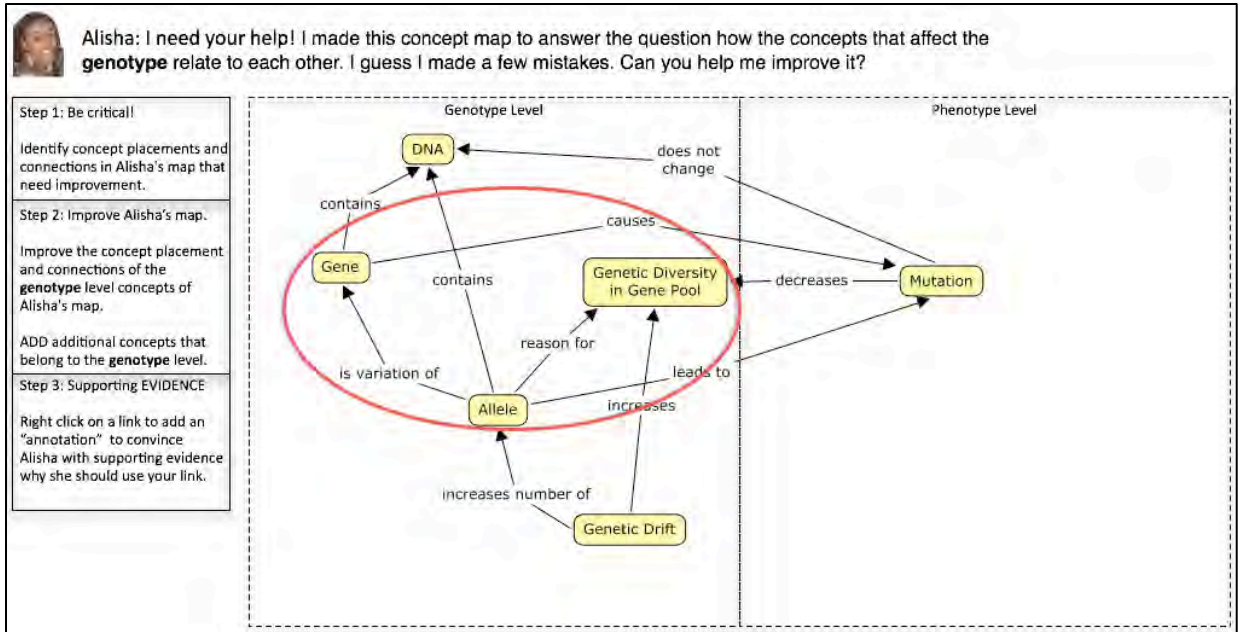 Alisha: I need your help! I made this concept map to answer the question how the concepts that affect the
genotype relate to each other. I guess I made a few mistakes. Can you help me improve it?
Step 1: Be critical!
Identify concept placements and
connections in Alisha's map that
need improvement.
Step 2: Improve Alisha's map.
Improve the concept placement
and connections of the
genotype level concepts of
Alisha's map.
ADD additional concepts that
belong to the genotype level.
Step 3: Supporting EVIDENCE
Right click on a link to add an
"annotation" to convince
Alisha with supporting evidence
why she should use your link.
Genotype Level
Phenotype Level
DNA
does not
change
contains
causes
Gene
contains
Genetic Diversity
in Gene Pool
decreases
Mutation
reason for
is variation of
leads to
Allele
increases
increases number of
Genetic Drift